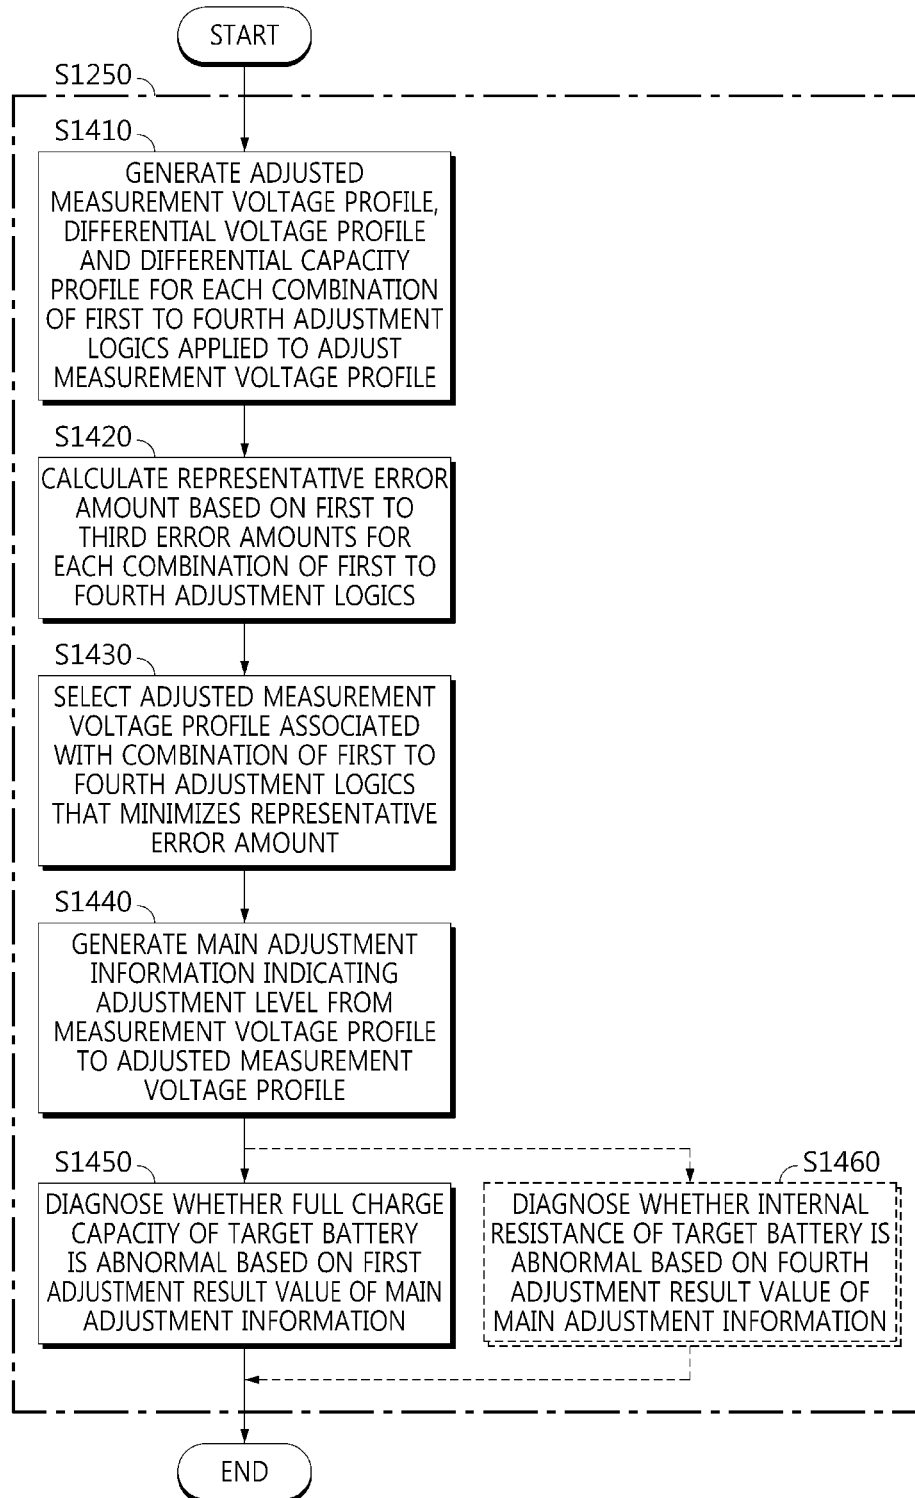 START
S1250
S1410
GENERATE ADJUSTED
MEASUREMENT VOLTAGE PROFILE,
DIFFERENTIAL VOLTAGE PROFILE
AND DIFFERENTIAL CAPACITY
PROFILE FOR EACH COMBINATION
OF FIRST TO FOURTH ADJUSTMENT
LOGICS APPLIED TO ADJUST
MEASUREMENT VOLTAGE PROFILE
S1420
CALCULATE REPRESENTATIVE ERROR
AMOUNT BASED ON FIRST TO
THIRD ERROR AMOUNTS FOR
EACH COMBINATION OF FIRST TO
FOURTH ADJUSTMENT LOGICS
S1430
SELECT ADJUSTED MEASUREMENT
VOLTAGE PROFILE ASSOCIATED
WITH COMBINATION OF FIRST TO
FOURTH ADJUSTMENT LOGICS
THAT MINIMIZES REPRESENTATIVE
ERROR AMOUNT
S1440
GENERATE MAIN ADJUSTMENT
INFORMATION INDICATING
ADJUSTMENT LEVEL FROM
MEASUREMENT VOLTAGE PROFILE
TO ADJUSTED MEASUREMENT
VOLTAGE PROFILE
S1450
DIAGNOSE WHETHER FULL CHARGE
CAPACITY OF TARGET BATTERY
IS ABNORMAL BASED ON FIRST
ADJUSTMENT RESULT VALUE OF MAIN
ADJUSTMENT INFORMATION
S1460
DIAGNOSE WHETHER INTERNAL
RESISTANCE OF TARGET BATTERY IS
ABNORMAL BASED ON FOURTH
ADJUSTMENT RESULT VALUE OF
MAIN ADJUSTMENT INFORMATION
END